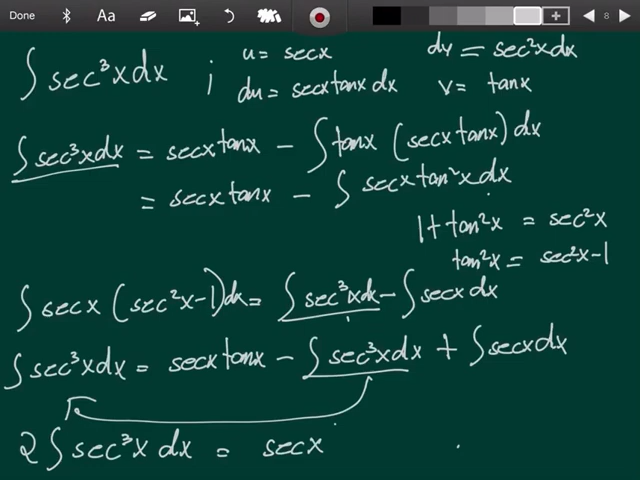 Done Aa 8
∫ sec³x dx ; u = secx dv = sec²x dx
du = secx tanx dx v = tanx
∫ sec³x dx = secx tanx − ∫ tanx (secx tanx) dx
= secx tanx − ∫ secx tan²x dx
1 + tan²x = sec²x
tan²x = sec²x − 1
∫ secx (sec²x − 1) dx = ∫ sec³x dx − ∫ secx dx
∫ sec³x dx = secx tanx − ∫ sec³x dx + ∫ secx dx
2 ∫ sec³x dx = secx